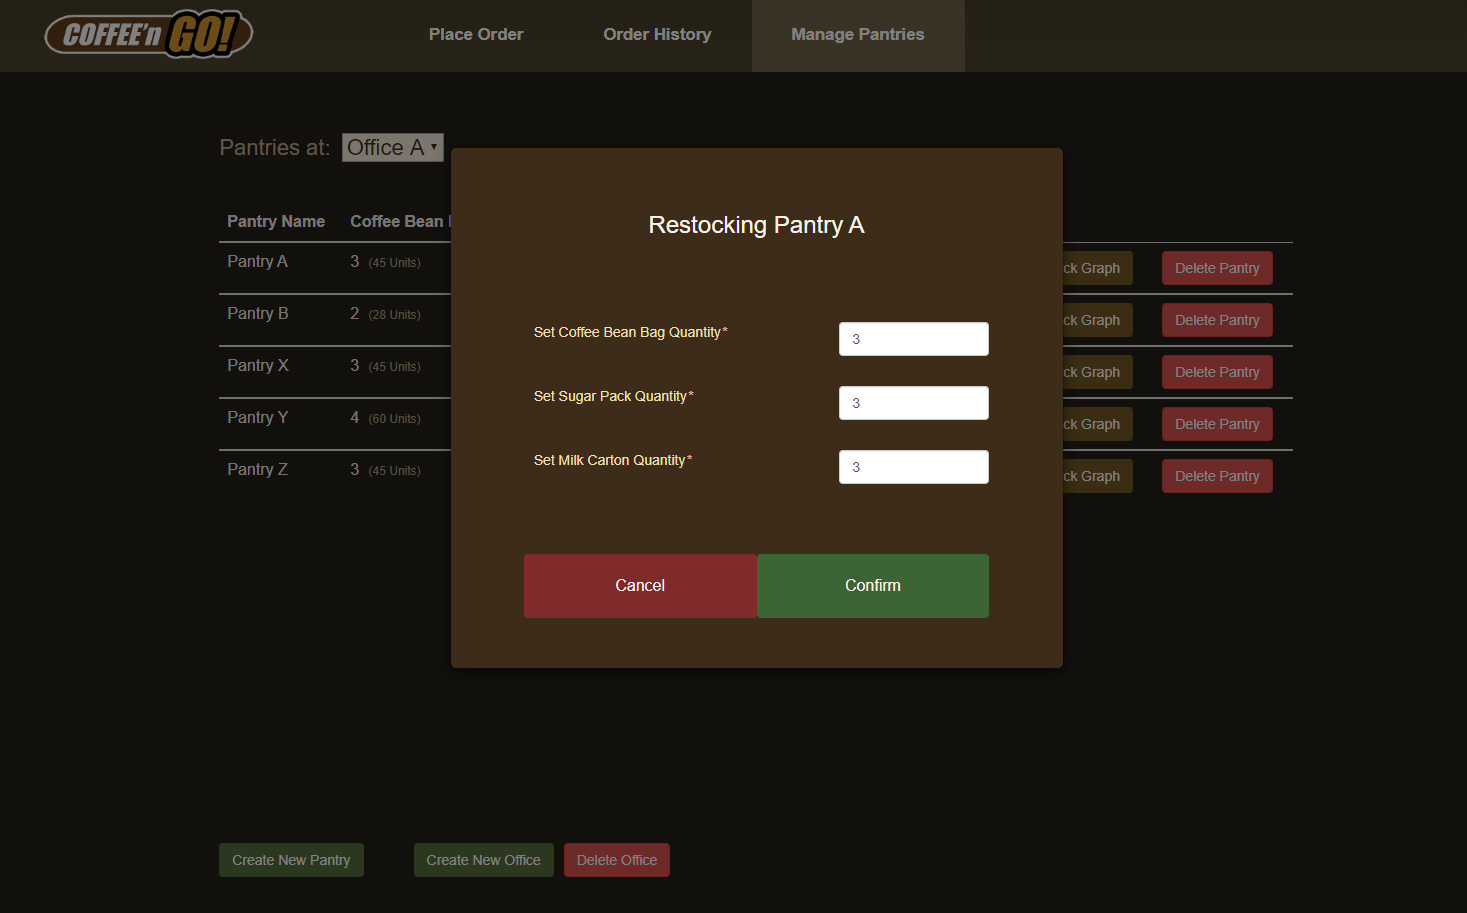 COFFEE'n GO!
Place Order
Order History
Manage Pantries
Pantries at: Office A
Restocking Pantry A
Pantry Name
Coffee Bean
Pantry A
3 (45 Units)
ck Graph
Delete Pantry
Pantry B
2 (28 Units)
ck Graph
Delete Pantry
Pantry X
3 (45 Units)
ck Graph
Delete Pantry
Pantry Y
4 (60 Units)
ck Graph
Delete Pantry
Pantry Z
3 (45 Units)
ck Graph
Delete Pantry
Set Coffee Bean Bag Quantity*
3
Set Sugar Pack Quantity*
3
Set Milk Carton Quantity*
3
Cancel
Confirm
Create New Pantry
Create New Office
Delete Office